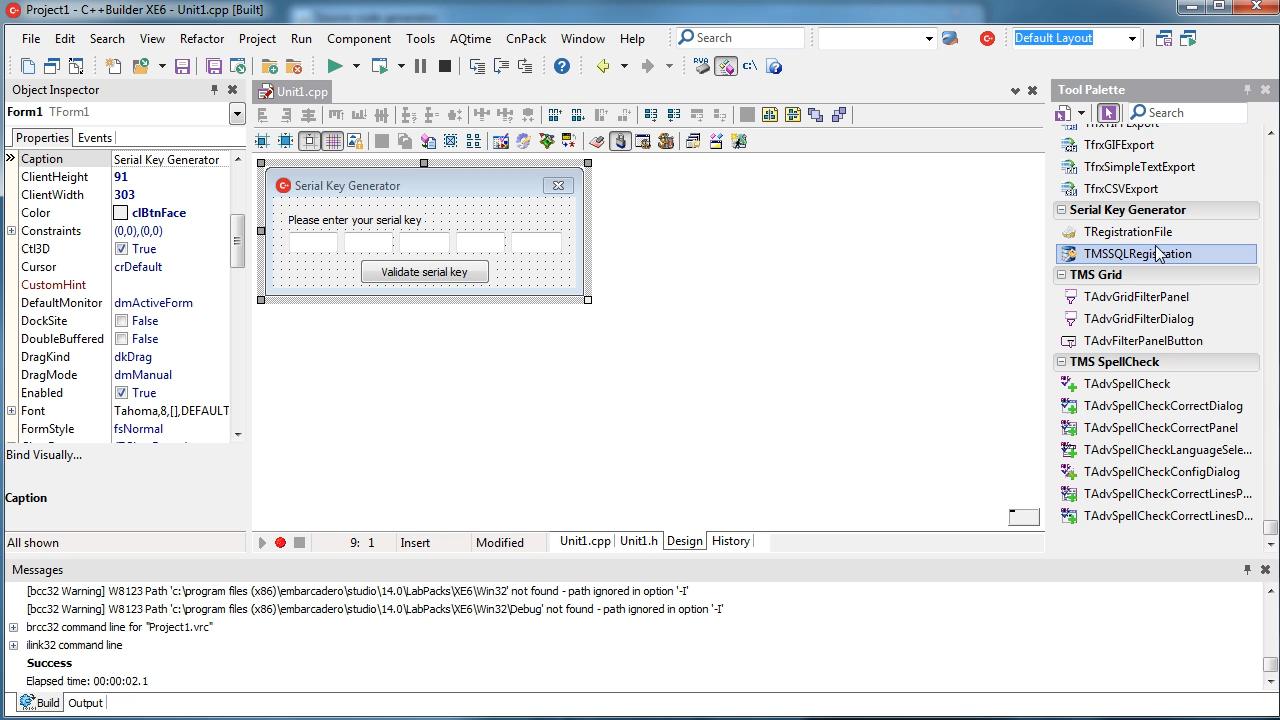 Project1 - C++Builder XE6 - Unit1.cpp [Built]
File Edit Search View Refactor Project Run Component Tools AQtime CnPack Window Help Search Default Layout
Object Inspector
Form1 TForm1
Properties Events
Caption Serial Key Generator
ClientHeight 91
ClientWidth 303
Color clBtnFace
Constraints (0,0),(0,0)
Ctl3D True
Cursor crDefault
CustomHint
DefaultMonitor dmActiveForm
DockSite False
DoubleBuffered False
DragKind dkDrag
DragMode dmManual
Enabled True
Font Tahoma,8,[],DEFAULT
FormStyle fsNormal
Bind Visually...
Caption
All shown
Unit1.cpp
Serial Key Generator
Please enter your serial key
Validate serial key
9: 1 Insert Modified Unit1.cpp Unit1.h Design History
Tool Palette
Search
TfrxGIFExport
TfrxSimpleTextExport
TfrxCSVExport
Serial Key Generator
TRegistrationFile
TMSSQLRegistration
TMS Grid
TAdvGridFilterPanel
TAdvGridFilterDialog
TAdvFilterPanelButton
TMS SpellCheck
TAdvSpellCheck
TAdvSpellCheckCorrectDialog
TAdvSpellCheckCorrectPanel
TAdvSpellCheckLanguageSele...
TAdvSpellCheckConfigDialog
TAdvSpellCheckCorrectLinesP...
TAdvSpellCheckCorrectLinesD...
Messages
[bcc32 Warning] W8123 Path 'c:\program files (x86)\embarcadero\studio\14.0\LabPacks\XE6\Win32' not found - path ignored in option '-I'
[bcc32 Warning] W8123 Path 'c:\program files (x86)\embarcadero\studio\14.0\LabPacks\XE6\Win32\Debug' not found - path ignored in option '-I'
brcc32 command line for "Project1.vrc"
ilink32 command line
Success
Elapsed time: 00:00:02.1
Build Output